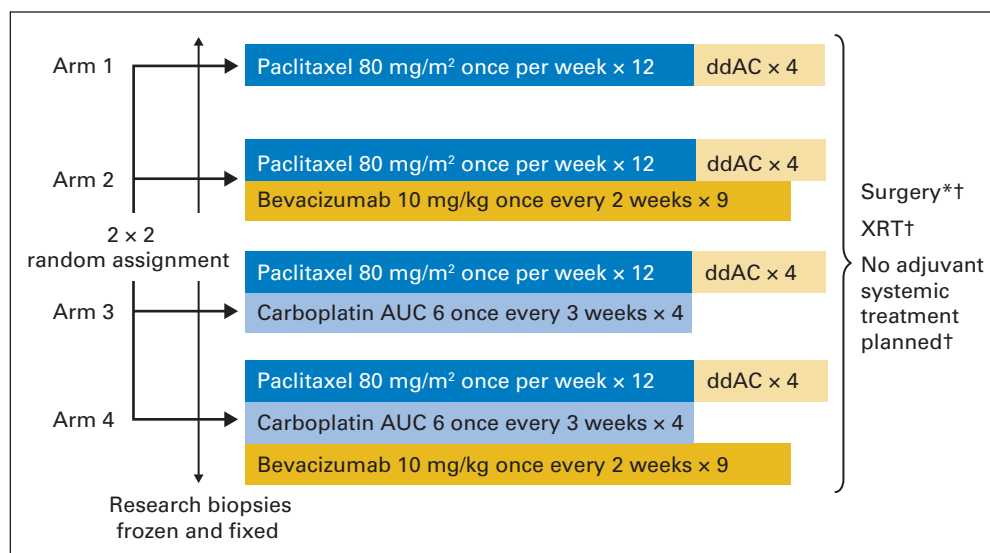 Arm 1
Paclitaxel 80 mg/m² once per week × 12
ddAC × 4
Arm 2
Paclitaxel 80 mg/m² once per week × 12
ddAC × 4
Bevacizumab 10 mg/kg once every 2 weeks × 9
2 × 2
random assignment
Arm 3
Paclitaxel 80 mg/m² once per week × 12
ddAC × 4
Carboplatin AUC 6 once every 3 weeks × 4
Arm 4
Paclitaxel 80 mg/m² once per week × 12
ddAC × 4
Carboplatin AUC 6 once every 3 weeks × 4
Bevacizumab 10 mg/kg once every 2 weeks × 9
Research biopsies
frozen and fixed
Surgery*†
XRT†
No adjuvant
systemic
treatment
planned†